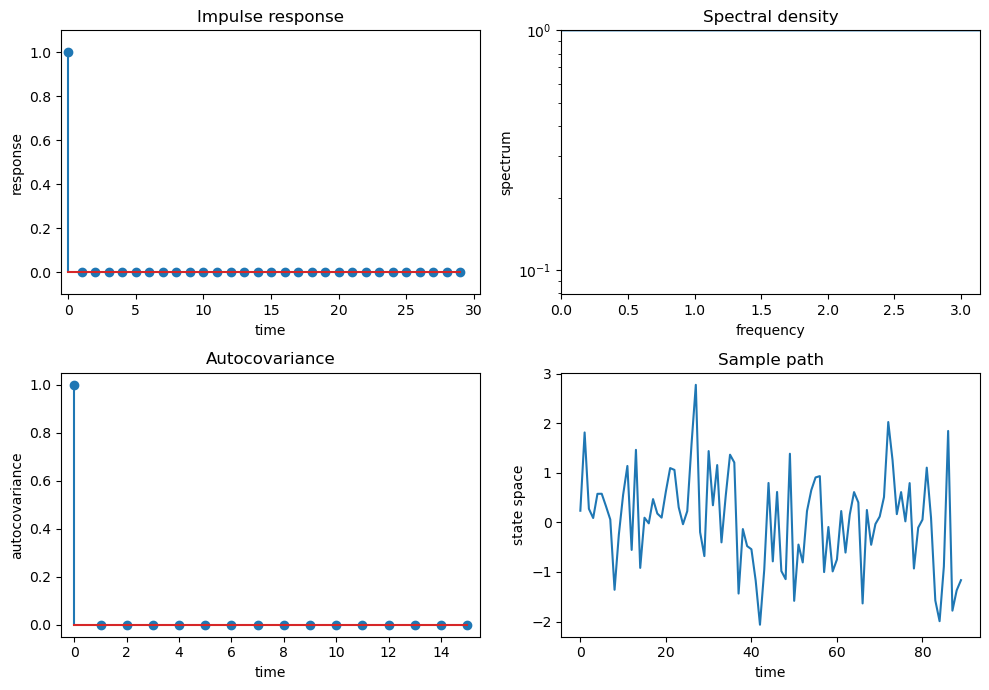 Impulse response
response
1.0
0.8
0.6
0.4
0.2
0.0
0 5 10 15 20 25 30
time
Spectral density
spectrum
10⁰
10⁻¹
0.0 0.5 1.0 1.5 2.0 2.5 3.0
frequency
Autocovariance
autocovariance
1.0
0.8
0.6
0.4
0.2
0.0
0 2 4 6 8 10 12 14
time
Sample path
state space
3
2
1
0
−1
−2
0 20 40 60 80
time